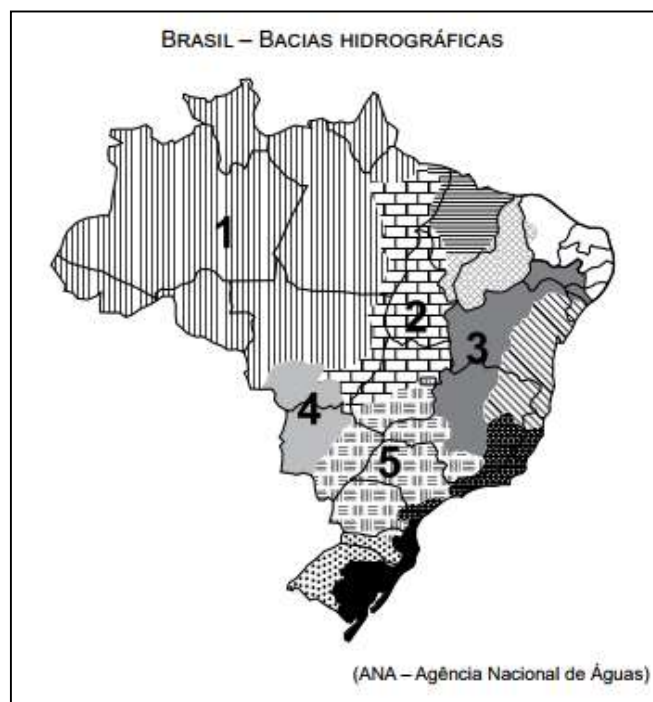 BRASIL – BACIAS HIDROGRÁFICAS
1
2
3
4
5
(ANA – Agência Nacional de Águas)